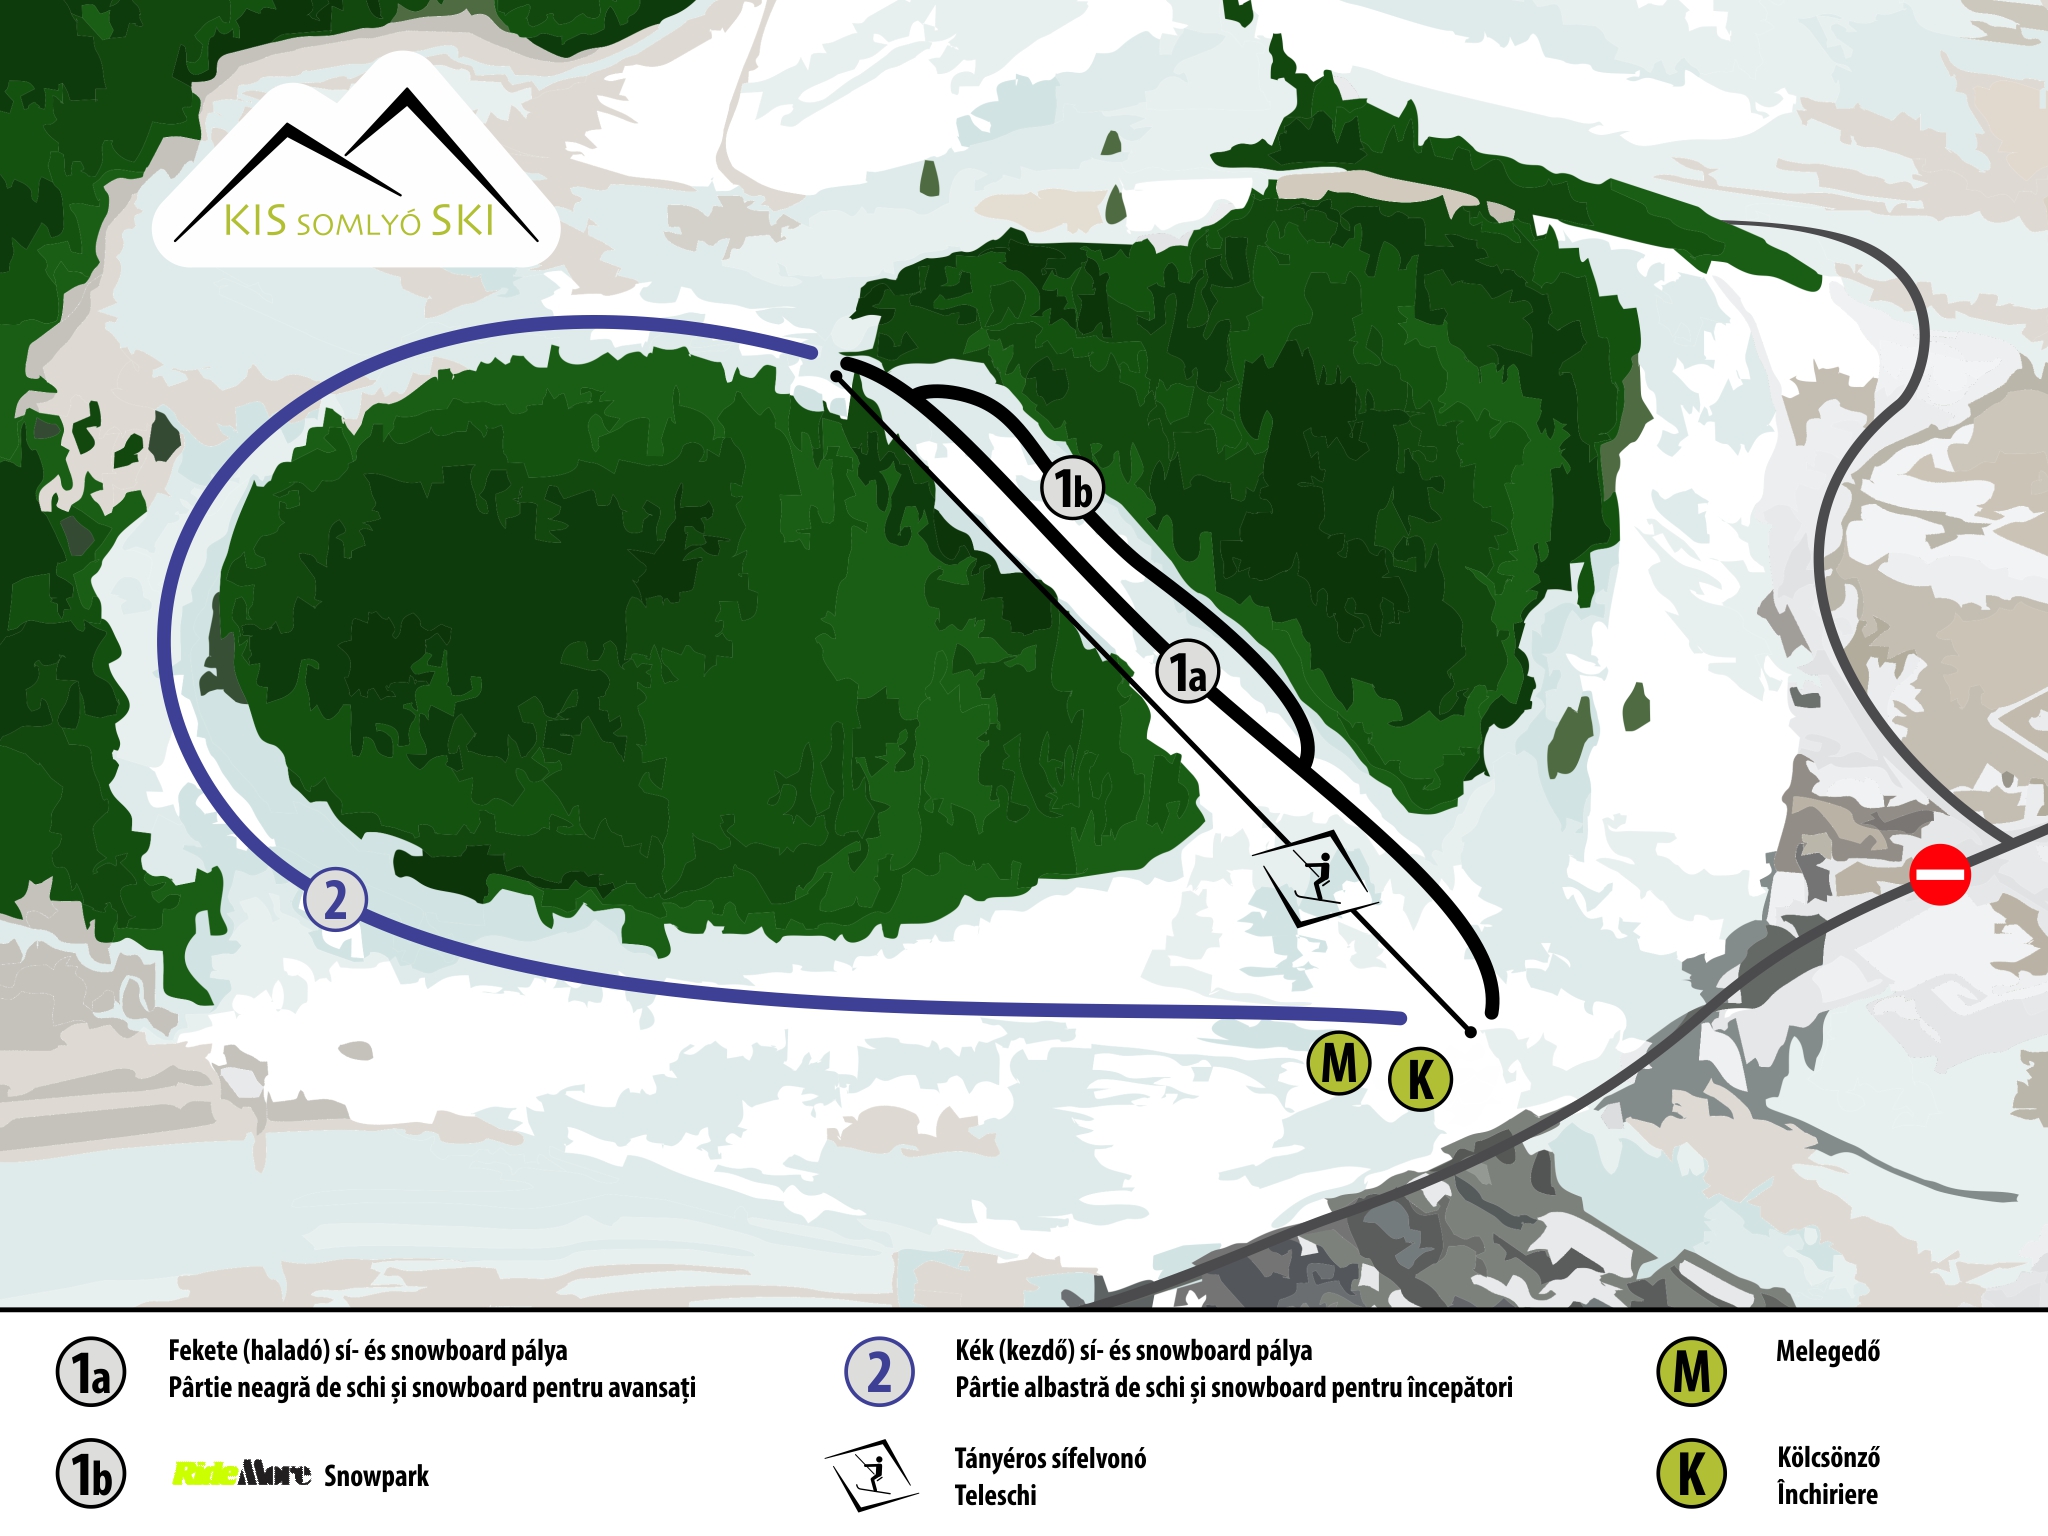 KIS SOMLYÓ SKI
1b
1a
2
M
K
1a
Fekete (haladó) sí- és snowboard pálya
Pârtie neagră de schi și snowboard pentru avansați
1b
RideMore Snowpark
2
Kék (kezdő) sí- és snowboard pálya
Pârtie albastră de schi și snowboard pentru începători
Tányéros sífelvonó
Teleschi
M
Melegedő
K
Kölcsönző
Închiriere